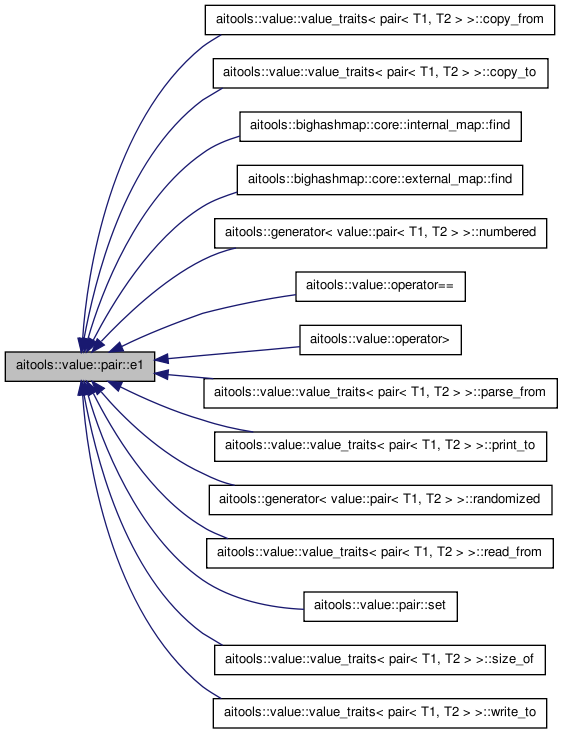 aitools::value::value_traits< pair< T1, T2 > >::copy_from
aitools::value::value_traits< pair< T1, T2 > >::copy_to
aitools::bighashmap::core::internal_map::find
aitools::bighashmap::core::external_map::find
aitools::generator< value::pair< T1, T2 > >::numbered
aitools::value::operator==
aitools::value::operator>
aitools::value::pair::e1
aitools::value::value_traits< pair< T1, T2 > >::parse_from
aitools::value::value_traits< pair< T1, T2 > >::print_to
aitools::generator< value::pair< T1, T2 > >::randomized
aitools::value::value_traits< pair< T1, T2 > >::read_from
aitools::value::pair::set
aitools::value::value_traits< pair< T1, T2 > >::size_of
aitools::value::value_traits< pair< T1, T2 > >::write_to